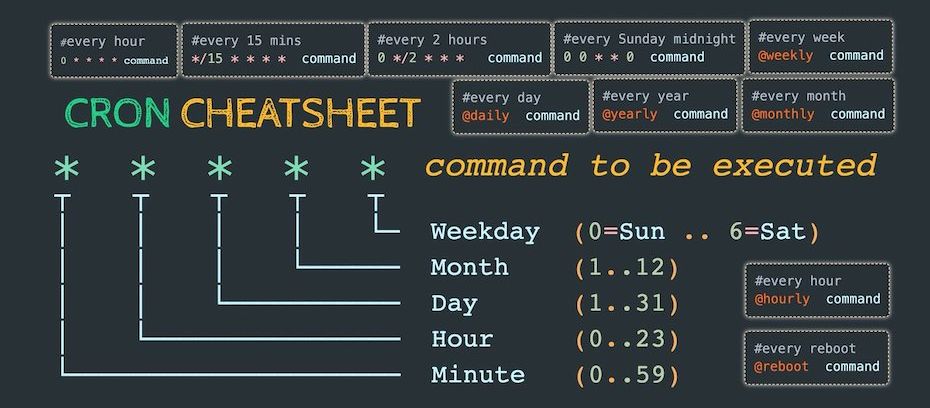 #every hour
0 * * * * command
#every 15 mins
*/15 * * * * command
#every 2 hours
0 */2 * * * command
#every Sunday midnight
0 0 * * 0 command
#every week
@weekly command
#every day
@daily command
#every year
@yearly command
#every month
@monthly command
CRON CHEATSHEET
* * * * * command to be executed
Weekday (0=Sun .. 6=Sat)
Month (1..12)
Day (1..31)
Hour (0..23)
Minute (0..59)
#every hour
@hourly command
#every reboot
@reboot command